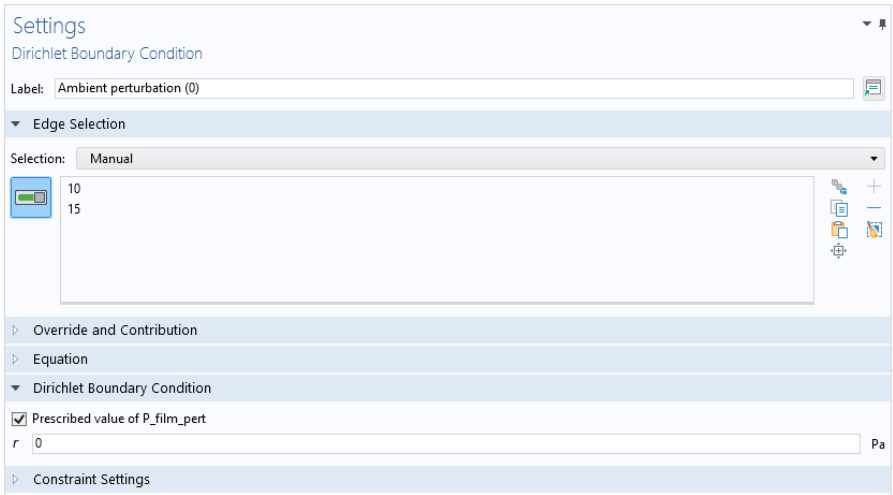 Settings
Dirichlet Boundary Condition
Label: Ambient perturbation (0)
Edge Selection
Selection: Manual
10
15
Override and Contribution
Equation
Dirichlet Boundary Condition
Prescribed value of P_film_pert
r 0 Pa
Constraint Settings